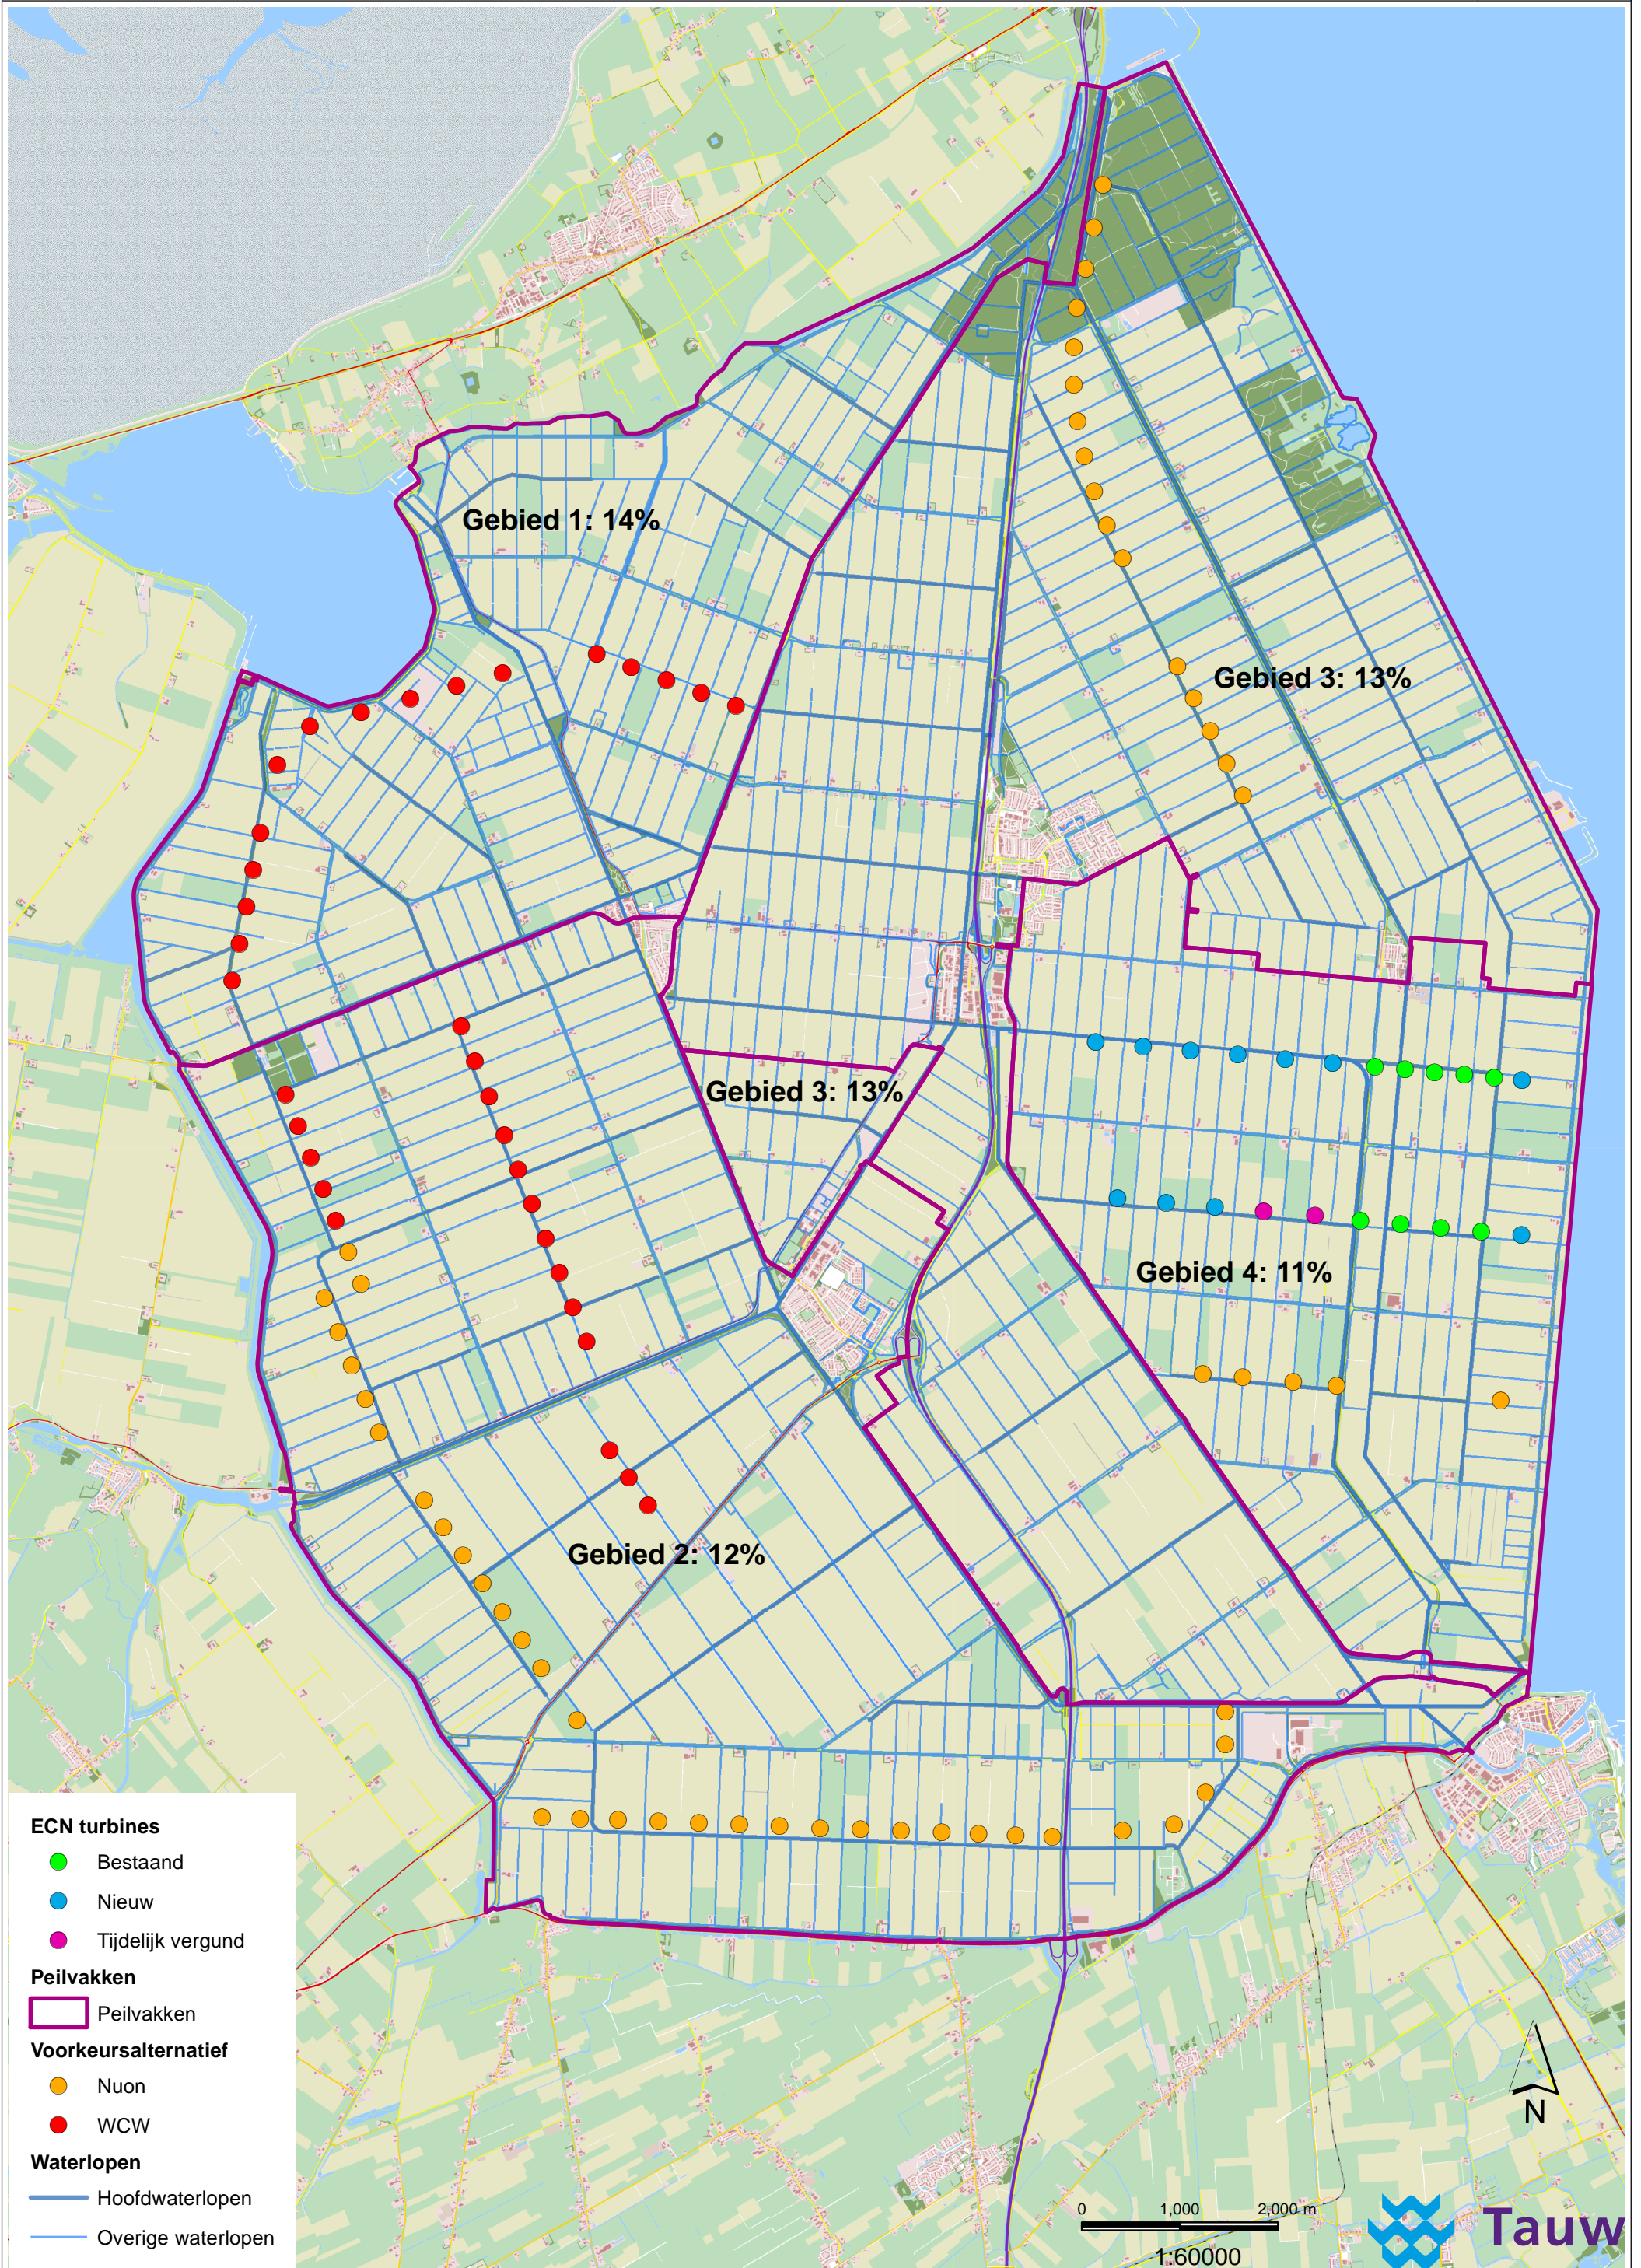 Gebied 1: 14%
Gebied 3: 13%
Gebied 3: 13%
Gebied 4: 11%
Gebied 2: 12%
ECN turbines
Bestaand
Nieuw
Tijdelijk vergund
Peilvakken
Peilvakken
Voorkeursalternatief
Nuon
WCW
Waterlopen
Hoofdwaterlopen
Overige waterlopen
N
0 1,000 2,000 m
1:60000
Tauw